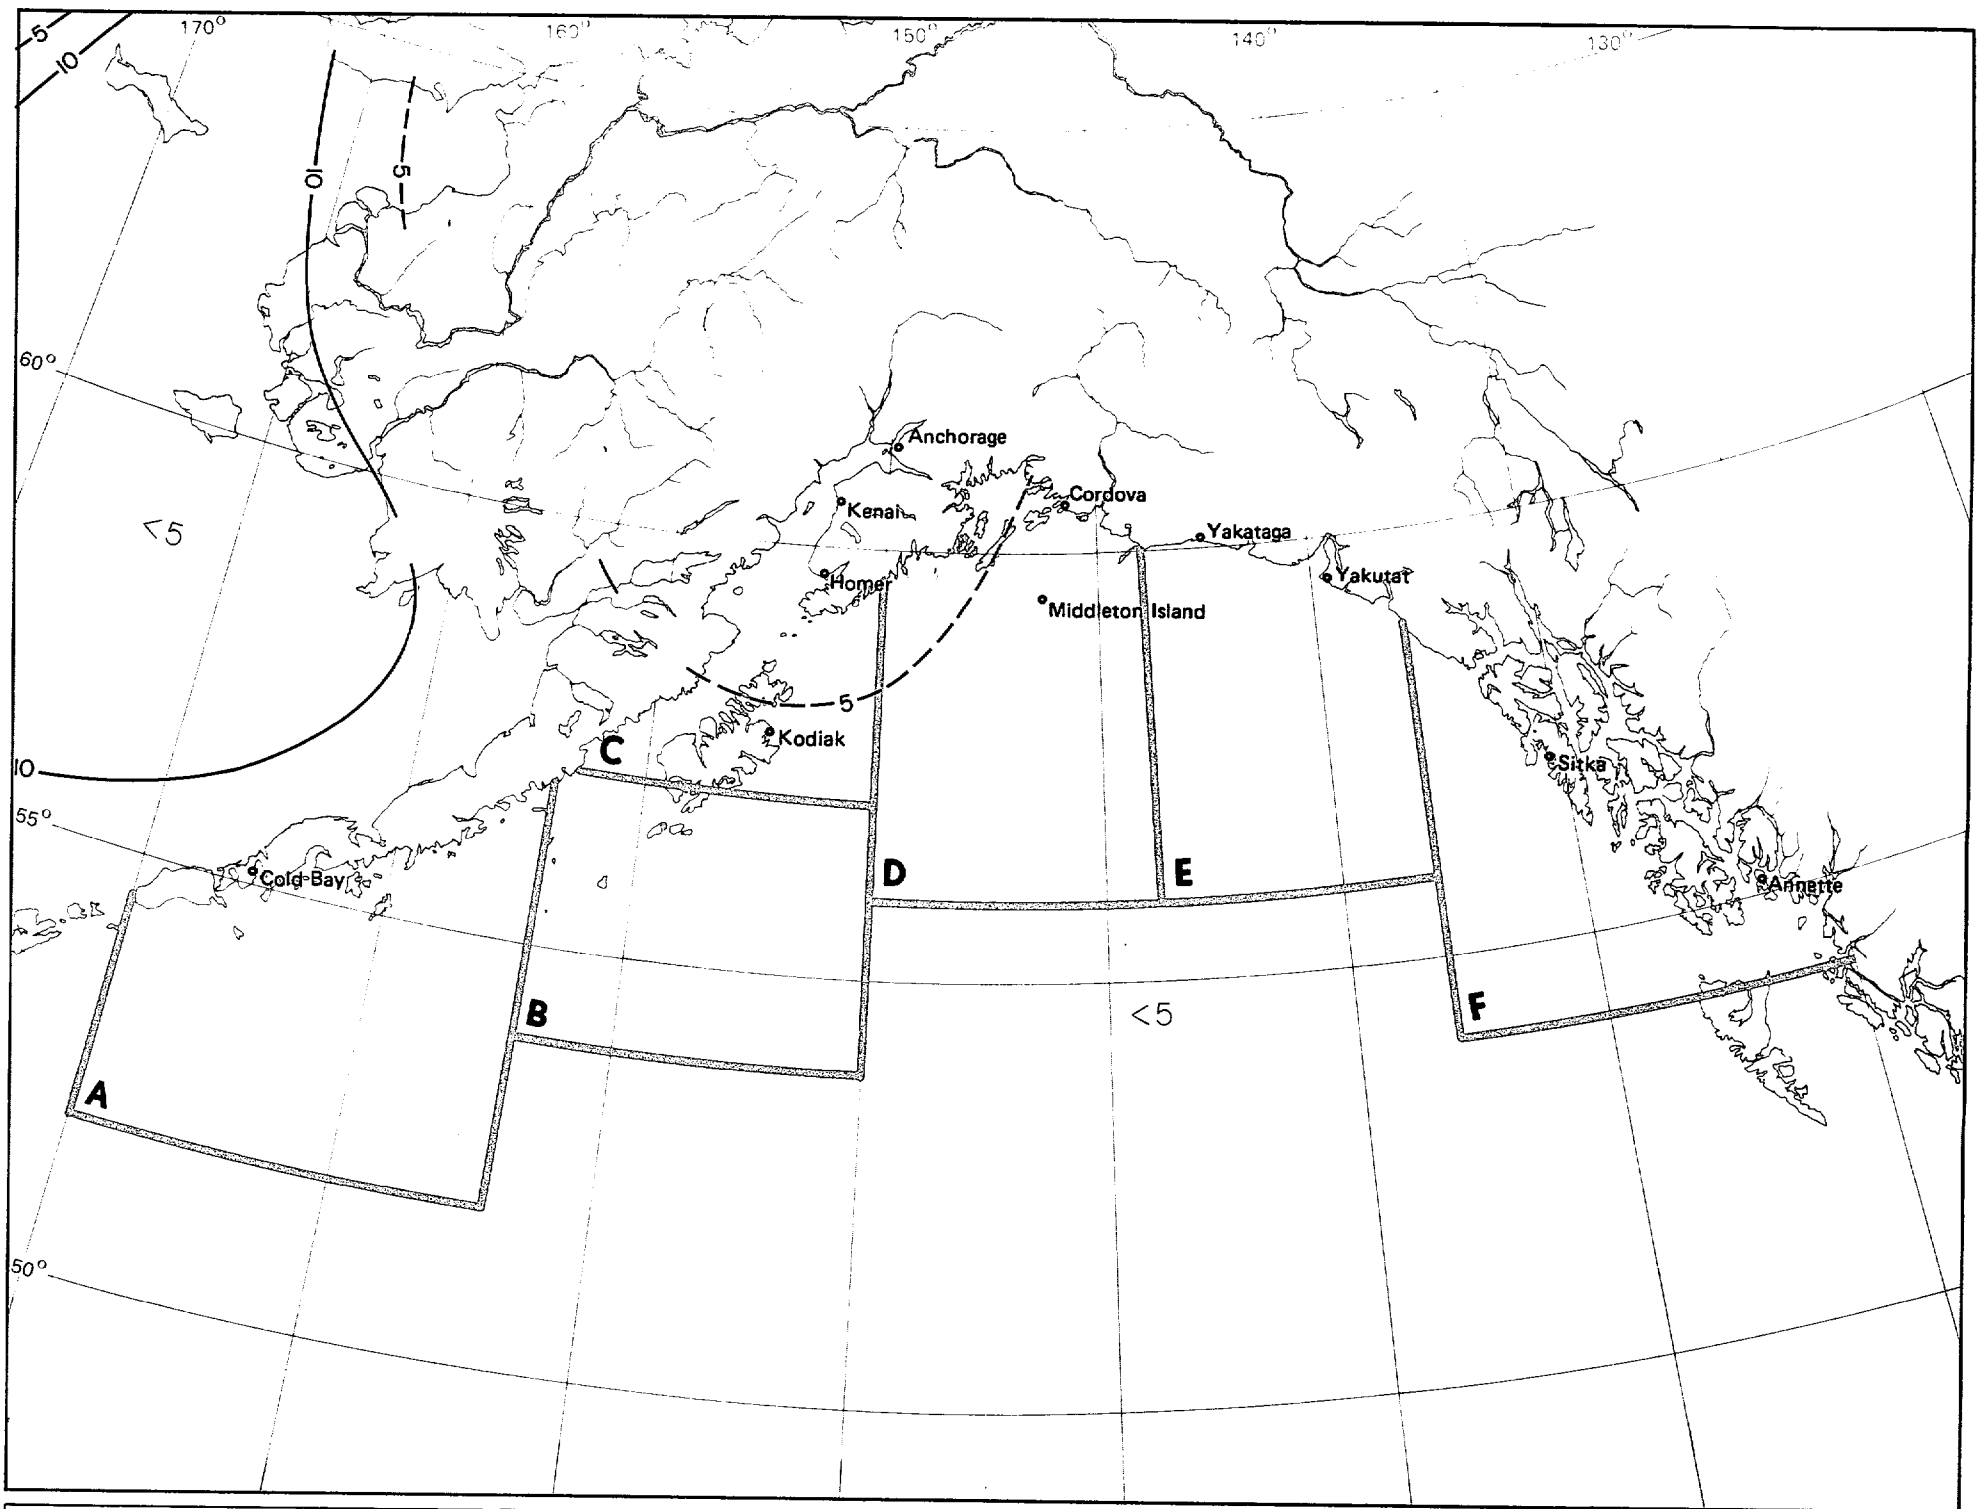 170°
160°
150°
140°
130°
5
10
10
5
60°
Anchorage
Cordova
Kenai
<5
Yakataga
Homer
Yakutat
Middleton Island
5
Kodiak
C
Sitka
10
55°
Cold Bay
D
E
Annette
B
<5
F
A
50°